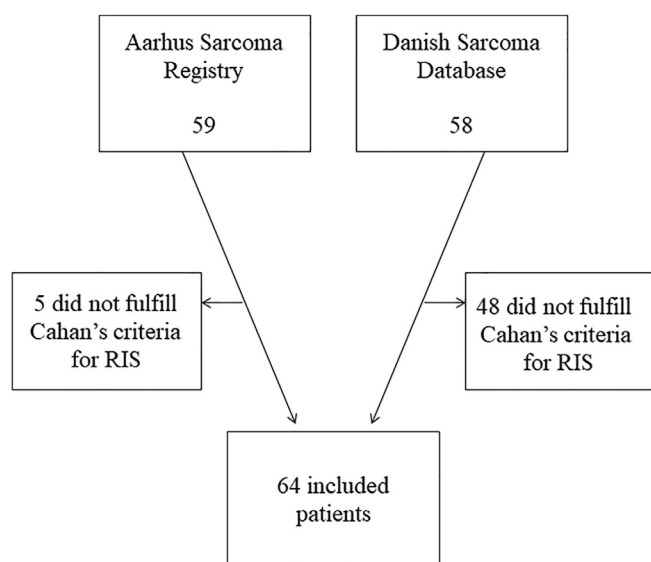 Aarhus Sarcoma
Registry
59
Danish Sarcoma
Database
58
5 did not fulfill
Cahan’s criteria
for RIS
48 did not fulfill
Cahan’s criteria
for RIS
64 included
patients